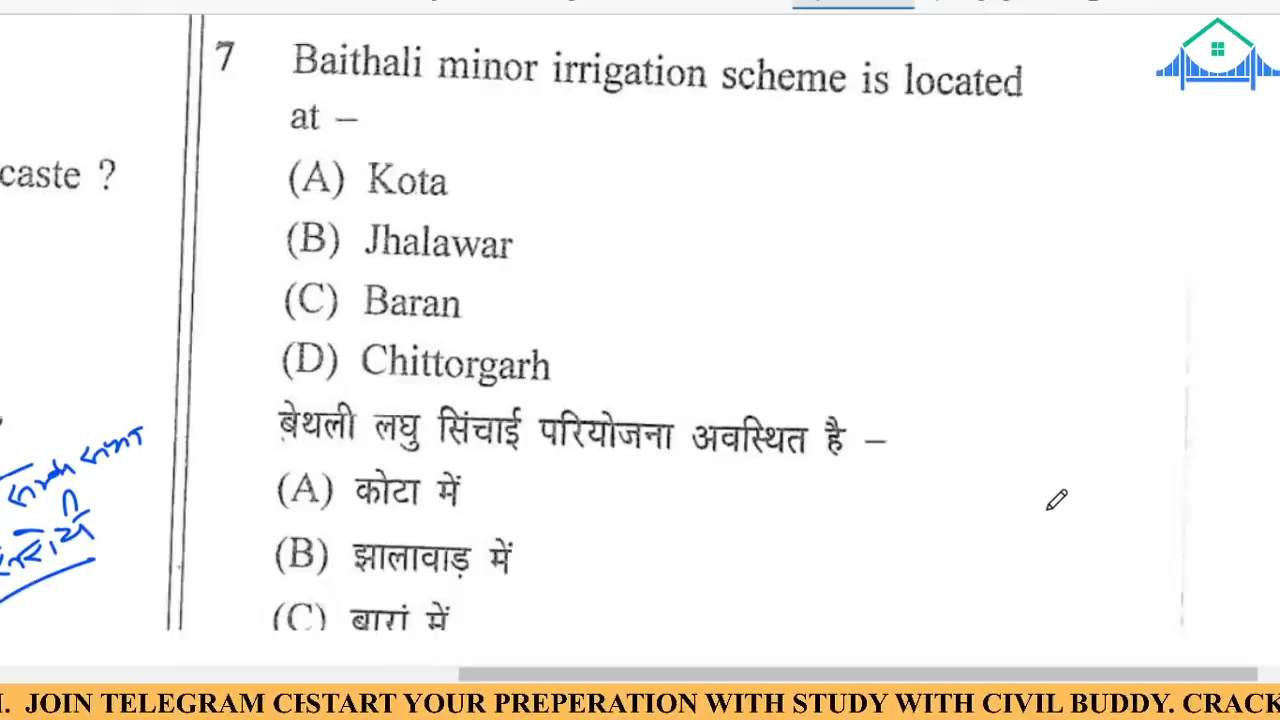 caste ?
7 Baithali minor irrigation scheme is located
at –
(A) Kota
(B) Jhalawar
(C) Baran
(D) Chittorgarh
बेथली लघु सिंचाई परियोजना अवस्थित है –
(A) कोटा में
(B) झालावाड़ में
(C) बारां में
JOIN TELEGRAM CHSTART YOUR PREPERATION WITH STUDY WITH CIVIL BUDDY. CRACK